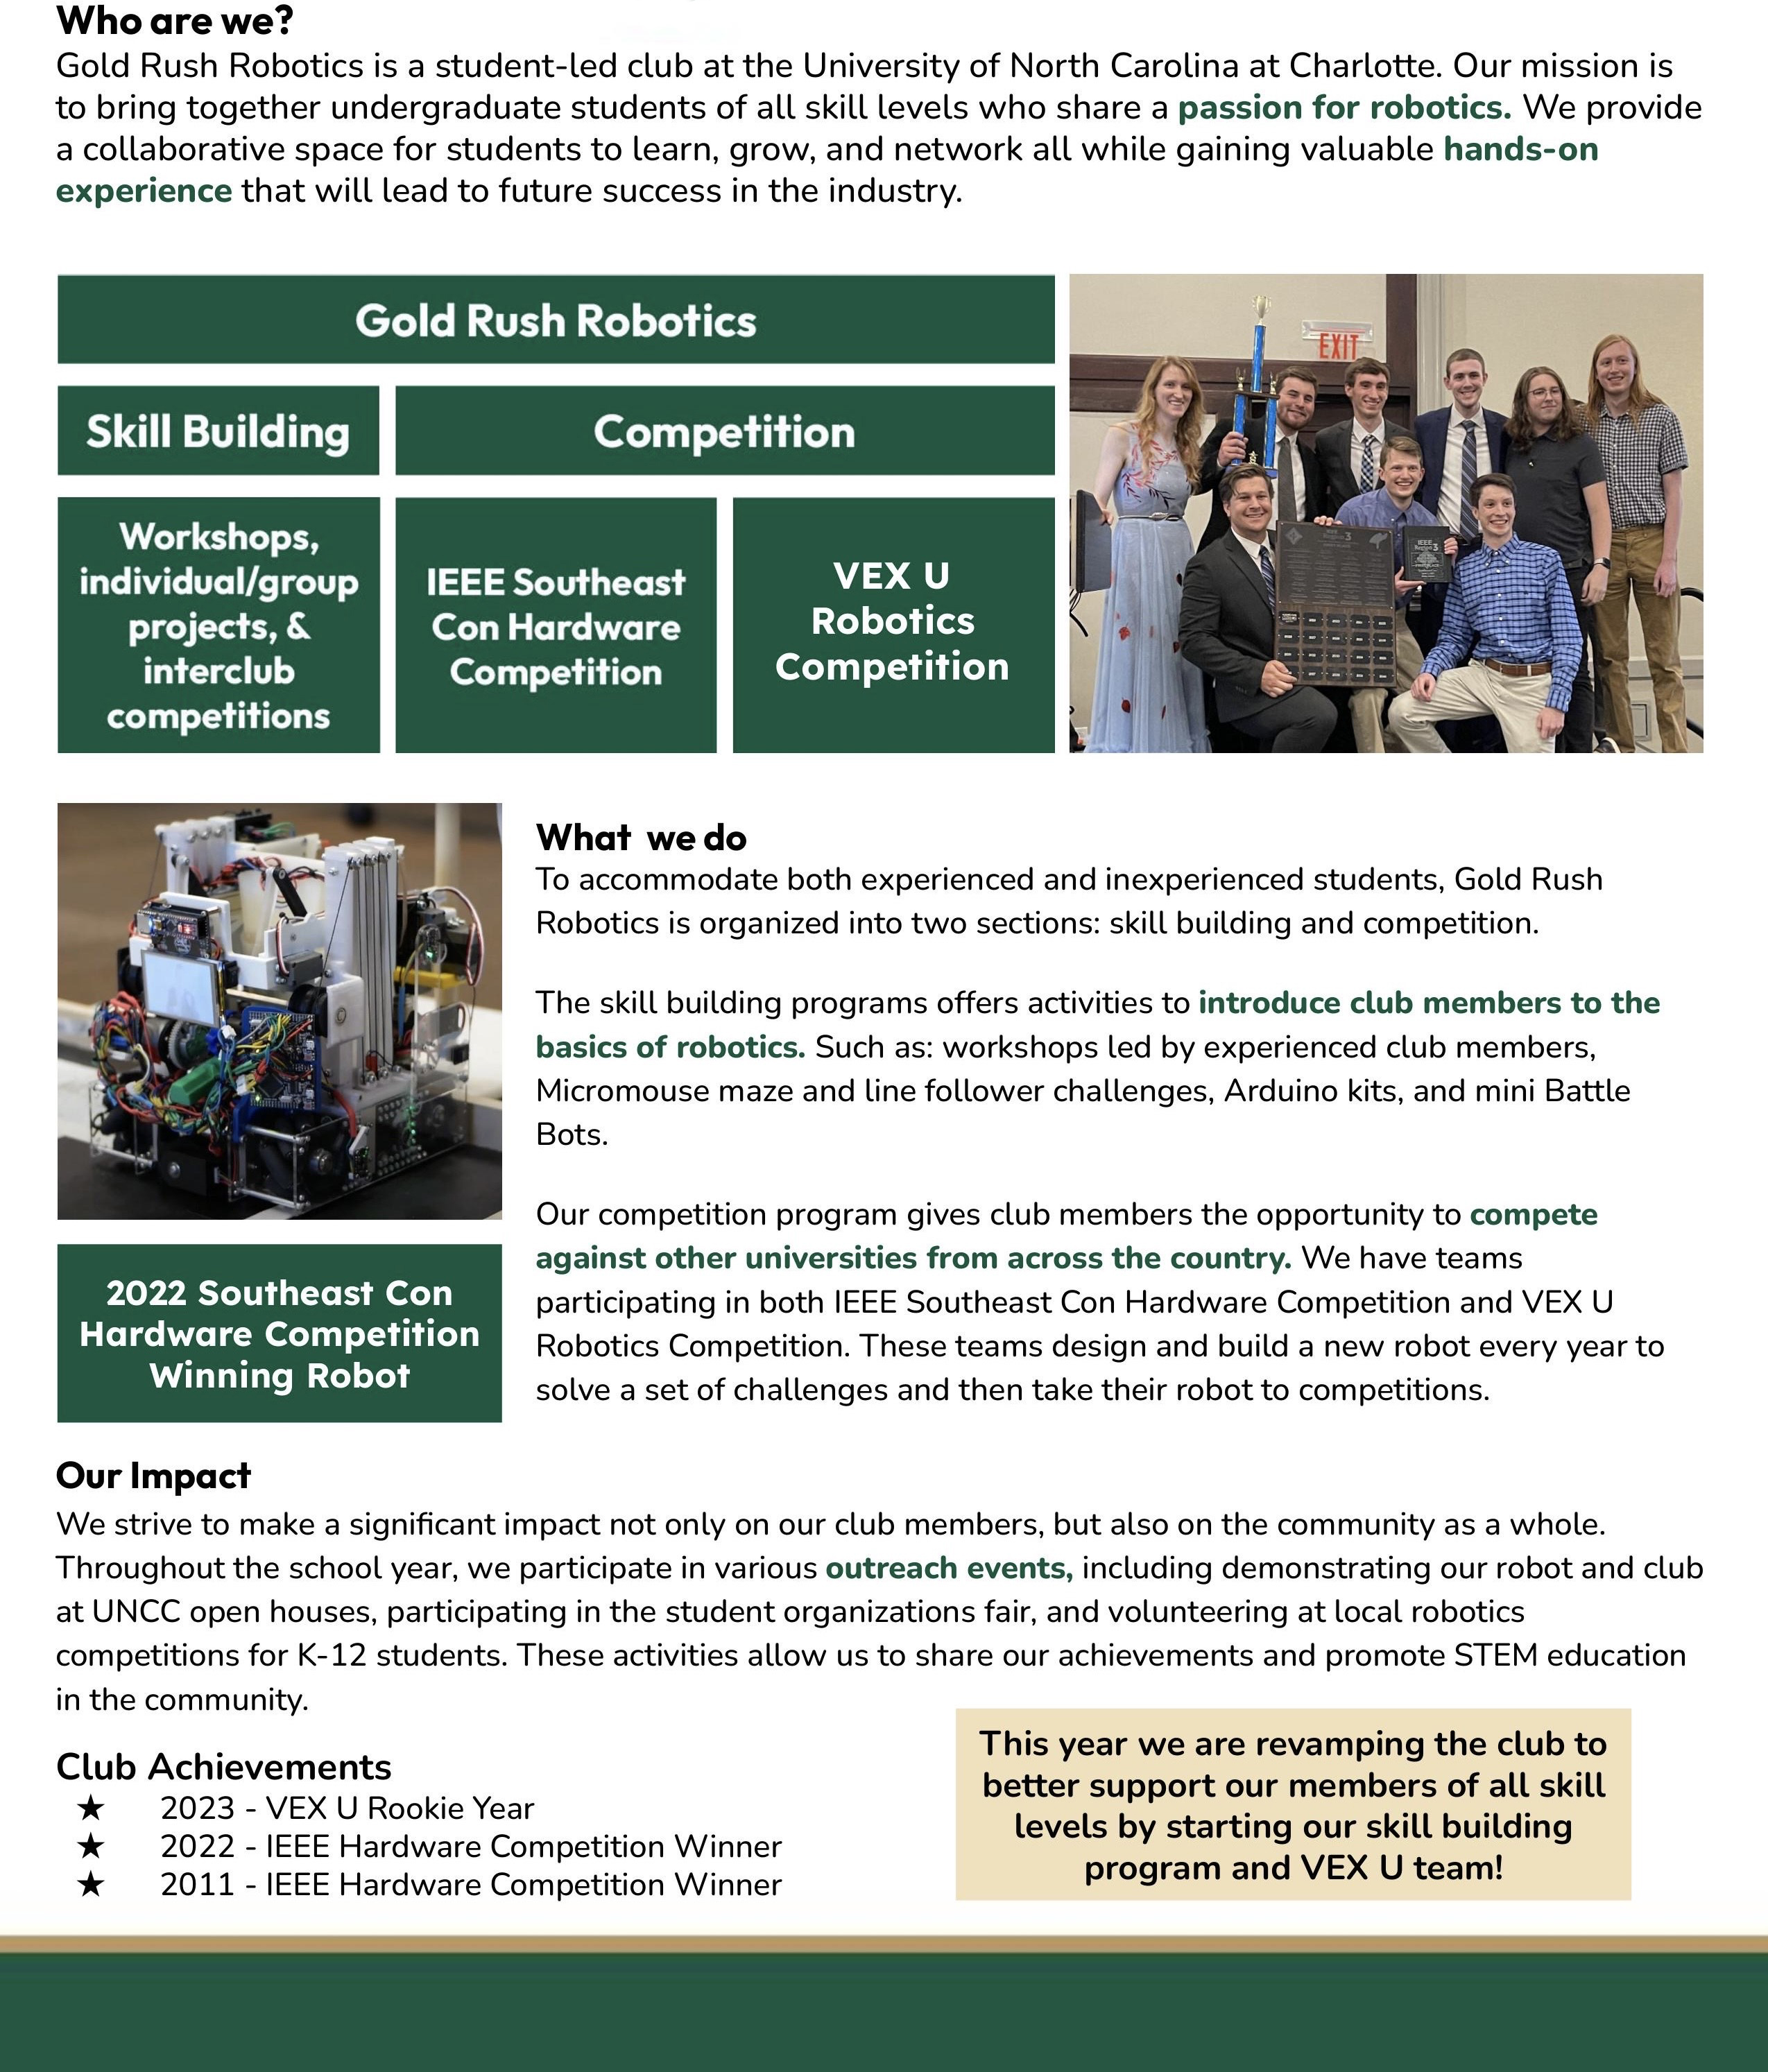 Who are we?
Gold Rush Robotics is a student-led club at the University of North Carolina at Charlotte. Our mission is
to bring together undergraduate students of all skill levels who share a passion for robotics. We provide
a collaborative space for students to learn, grow, and network all while gaining valuable hands-on
experience that will lead to future success in the industry.
Gold Rush Robotics
Skill Building
Competition
Workshops,
individual/group
projects, &
interclub
competitions
IEEE Southeast
Con Hardware
Competition
VEX U
Robotics
Competition
EXIT
IEEE
Region 3
What we do
To accommodate both experienced and inexperienced students, Gold Rush
Robotics is organized into two sections: skill building and competition.
The skill building programs offers activities to introduce club members to the
basics of robotics. Such as: workshops led by experienced club members,
Micromouse maze and line follower challenges, Arduino kits, and mini Battle
Bots.
Our competition program gives club members the opportunity to compete
against other universities from across the country. We have teams
participating in both IEEE Southeast Con Hardware Competition and VEX U
Robotics Competition. These teams design and build a new robot every year to
solve a set of challenges and then take their robot to competitions.
2022 Southeast Con
Hardware Competition
Winning Robot
Our Impact
We strive to make a significant impact not only on our club members, but also on the community as a whole.
Throughout the school year, we participate in various outreach events, including demonstrating our robot and club
at UNCC open houses, participating in the student organizations fair, and volunteering at local robotics
competitions for K-12 students. These activities allow us to share our achievements and promote STEM education
in the community.
Club Achievements
★ 2023 - VEX U Rookie Year
★ 2022 - IEEE Hardware Competition Winner
★ 2011 - IEEE Hardware Competition Winner
This year we are revamping the club to
better support our members of all skill
levels by starting our skill building
program and VEX U team!